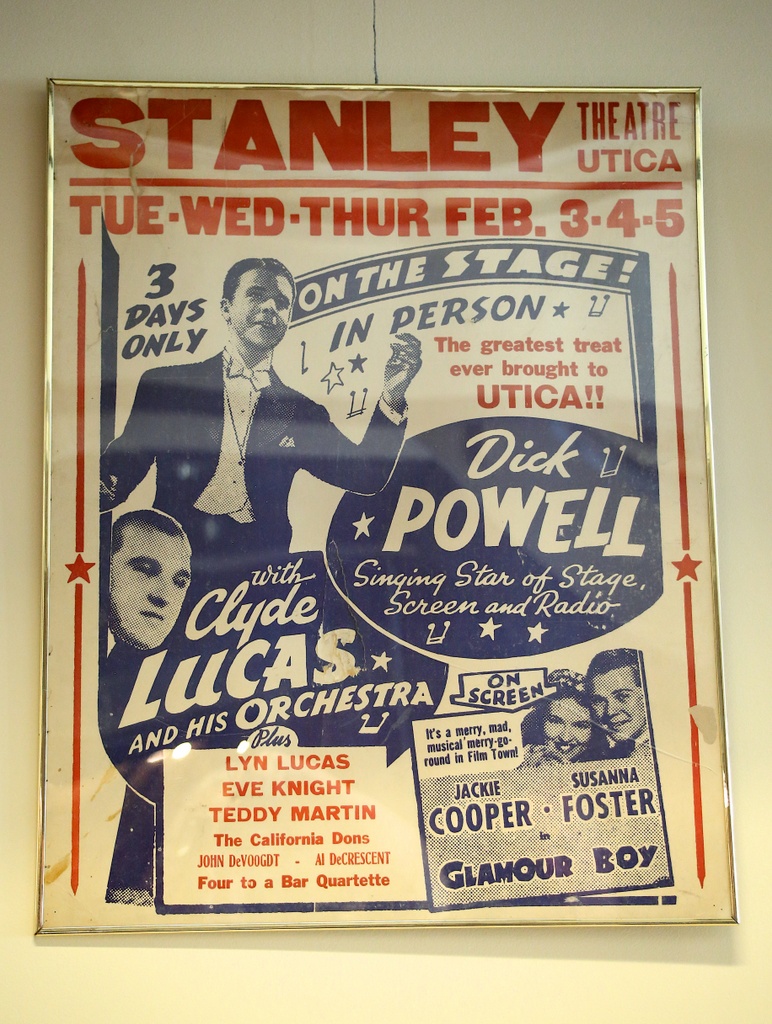 STANLEY THEATRE
UTICA
TUE-WED-THUR FEB. 3-4-5
3
DAYS
ONLY
ON THE STAGE!
IN PERSON
The greatest treat
ever brought to
UTICA!!
Dick
POWELL
Singing Star of Stage,
Screen and Radio
with
Clyde
LUCAS
AND HIS ORCHESTRA
Plus
LYN LUCAS
EVE KNIGHT
TEDDY MARTIN
The California Dons
JOHN DeVOOGDT - Al DeCRESCENT
Four to a Bar Quartette
ON
SCREEN
It's a merry, mad,
musical merry-go-
round in Film Town!
JACKIE
COOPER · SUSANNA
FOSTER
in
GLAMOUR BOY